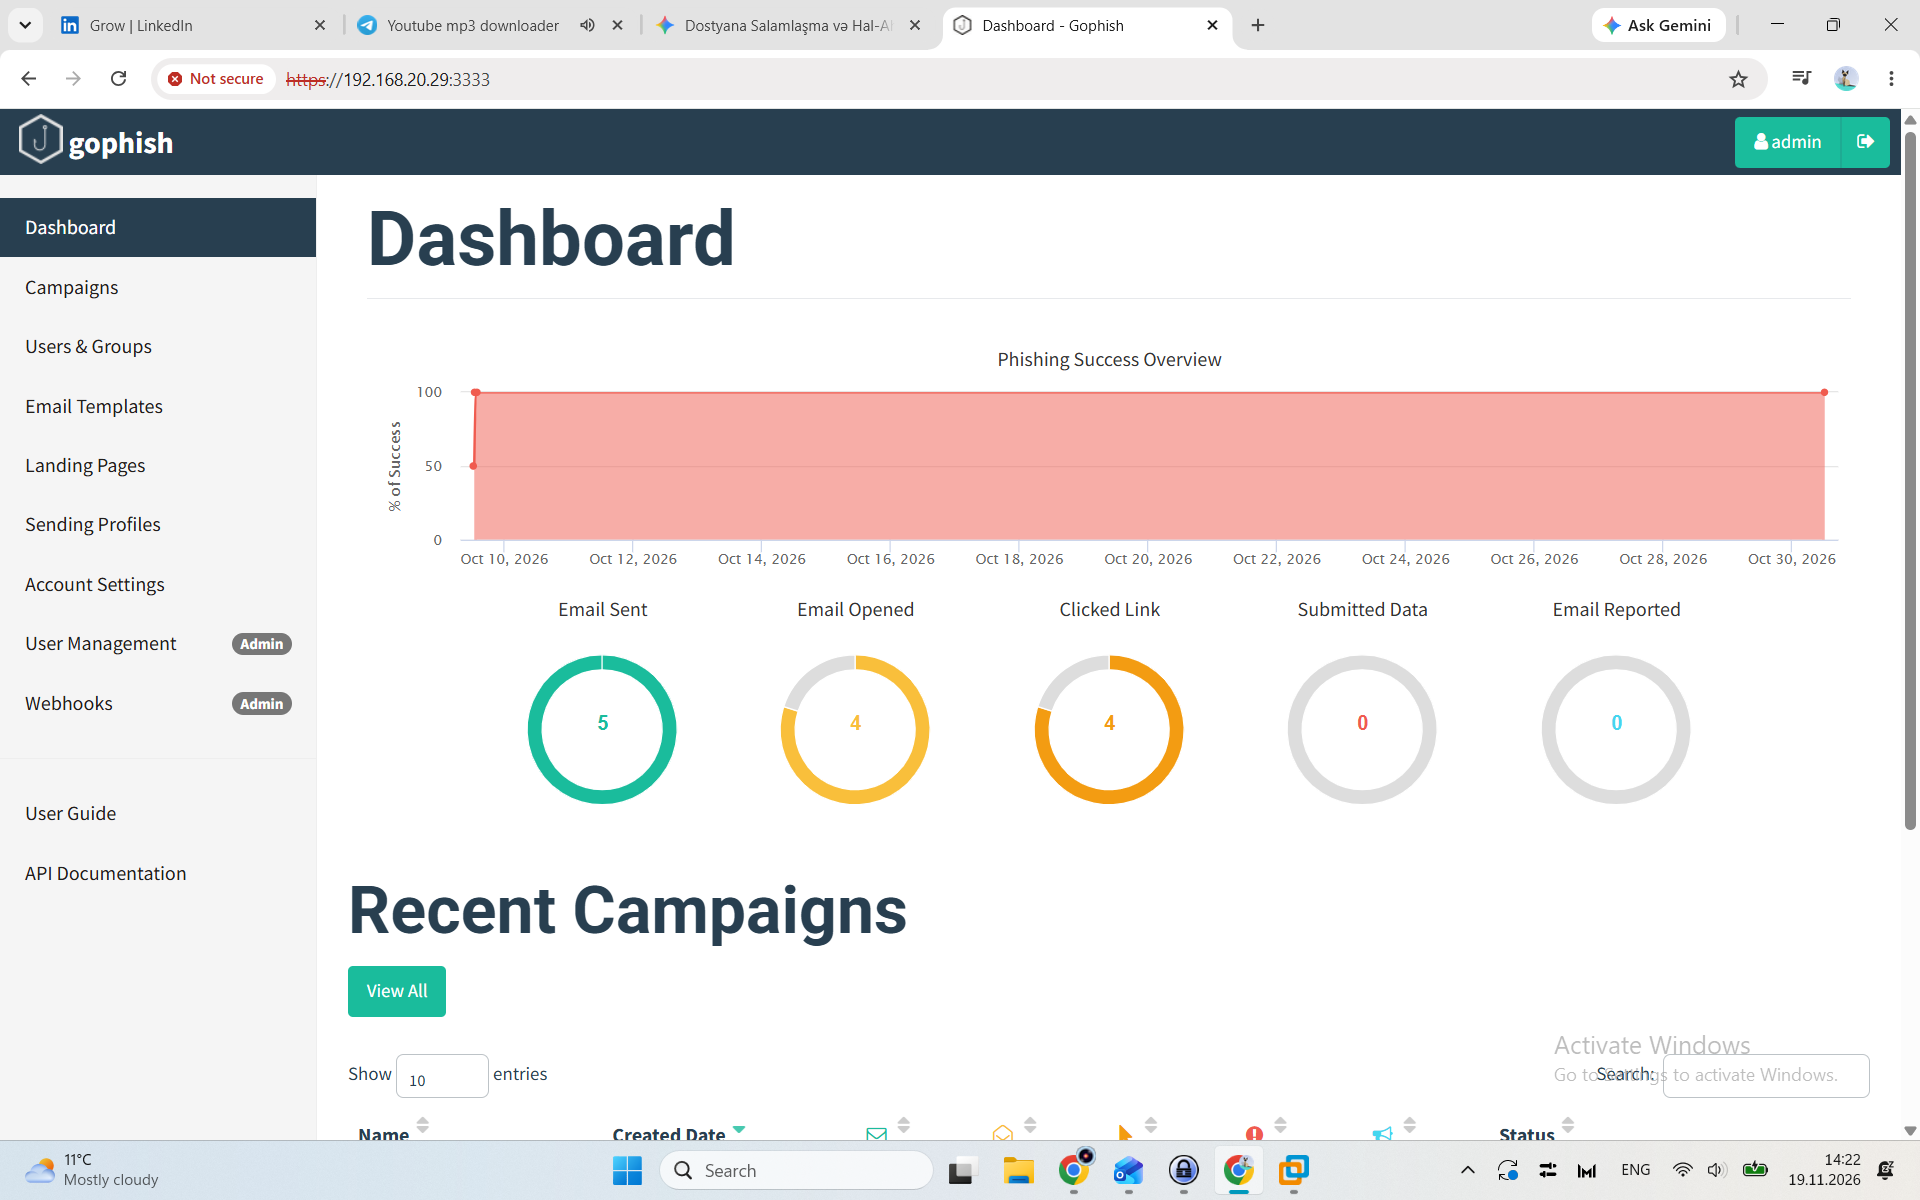 Grow | LinkedIn
Youtube mp3 downloader
Dostyana Salamlaşma və Hal-A
Dashboard - Gophish
Ask Gemini
Not secure
https://192.168.20.29:3333
gophish
admin
Dashboard
Campaigns
Users & Groups
Email Templates
Landing Pages
Sending Profiles
Account Settings
User Management
Admin
Webhooks
Admin
User Guide
API Documentation
Dashboard
Phishing Success Overview
% of Success
100
50
0
Oct 10, 2026
Oct 12, 2026
Oct 14, 2026
Oct 16, 2026
Oct 18, 2026
Oct 20, 2026
Oct 22, 2026
Oct 24, 2026
Oct 26, 2026
Oct 28, 2026
Oct 30, 2026
Email Sent
Email Opened
Clicked Link
Submitted Data
Email Reported
5
4
4
0
0
Recent Campaigns
View All
Show 10 entries
Search:
Activate Windows
Go to Settings to activate Windows.
Name
Created Date
Status
11°C
Mostly cloudy
Search
ENG
14:22
19.11.2026